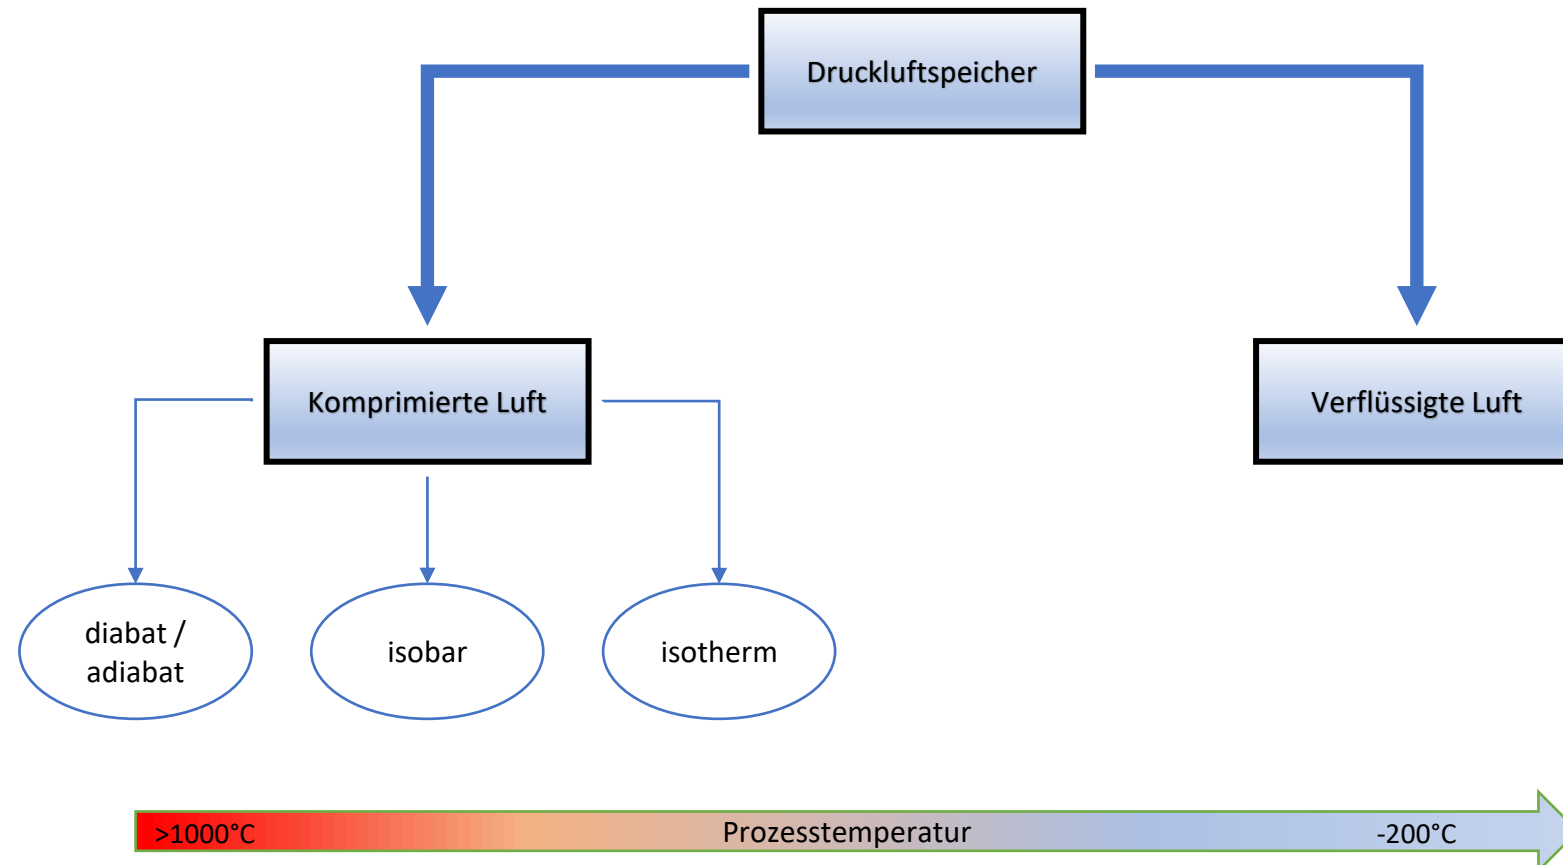 Druckluftspeicher
Komprimierte Luft
Verflüssigte Luft
diabat /
adiabat
isobar
isotherm
>1000°C
Prozesstemperatur
-200°C